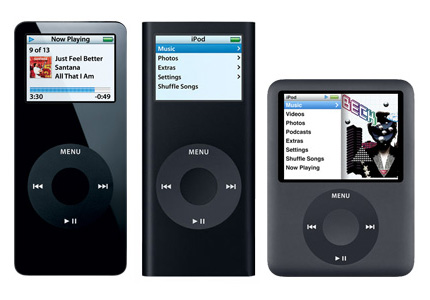 Now Playing
9 of 13
Just Feel Better
Santana
All That I Am
3:30
-0:49
MENU
iPod
Music
Photos
Extras
Settings
Shuffle Songs
MENU
iPod
Music
Videos
Photos
Podcasts
Extras
Settings
Shuffle Songs
Now Playing
BECK
MENU